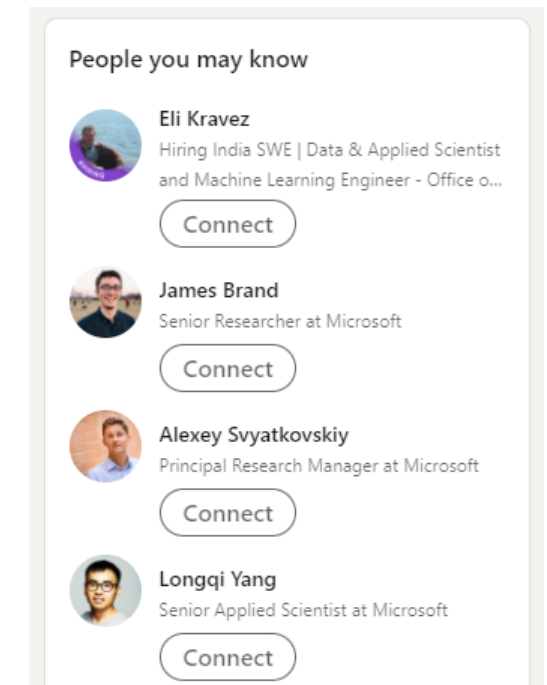 People you may know
Eli Kravez
Hiring India SWE | Data & Applied Scientist
and Machine Learning Engineer - Office o...
#HIRING
Connect
James Brand
Senior Researcher at Microsoft
Connect
Alexey Svyatkovskiy
Principal Research Manager at Microsoft
Connect
Longqi Yang
Senior Applied Scientist at Microsoft
Connect